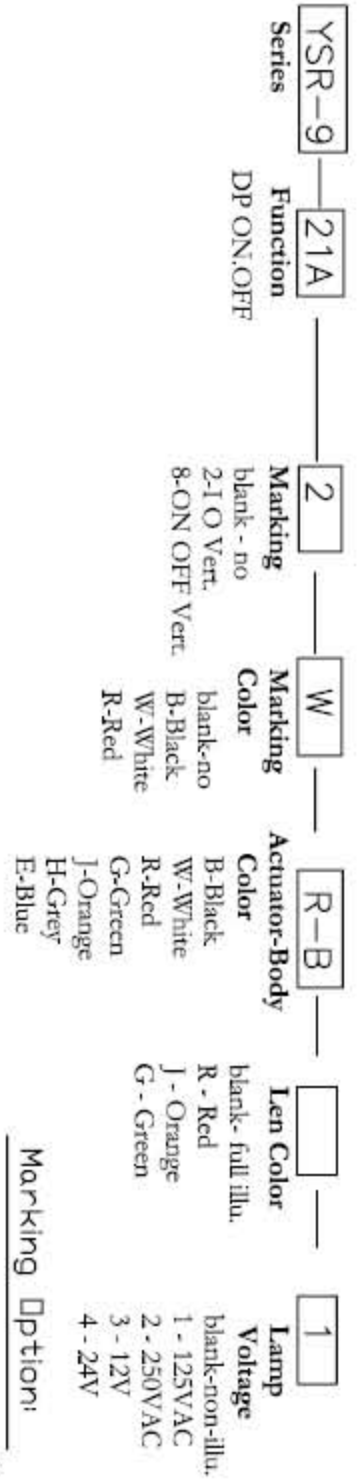 YSR-9
Series
21A
Function
DP ON.OFF
2
Marking
blank - no
2-I O Vert.
8-ON OFF Vert.
W
Marking
Color
blank-no
B-Black
W-White
R-Red
R-B
Actuator-Body
Color
B-Black
W-White
R-Red
G-Green
J-Orange
H-Grey
E-Blue
Len Color
blank- full illu.
R - Red
J - Orange
G - Green
1
Lamp
Voltage
blank-non-illu.
1 - 125VAC
2 - 250VAC
3 - 12V
4 - 24V
Marking Option: